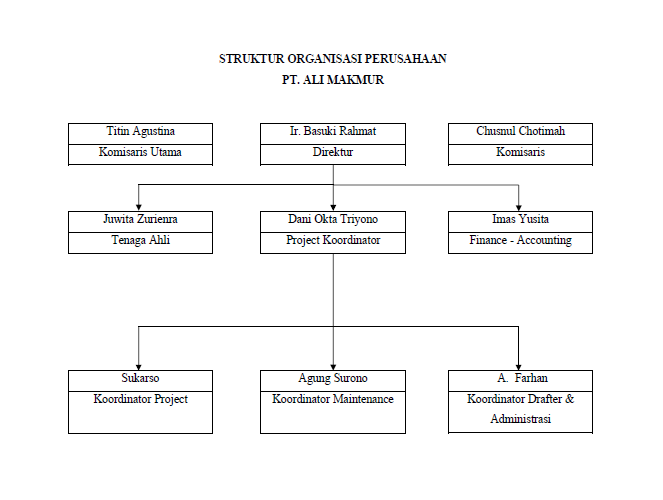 STRUKTUR ORGANISASI PERUSAHAAN
PT. ALI MAKMUR
Titin Agustina
Komisaris Utama
Ir. Basuki Rahmat
Direktur
Chusnul Chotimah
Komisaris
Juwita Zurienra
Tenaga Ahli
Dani Okta Triyono
Project Koordinator
Imas Yusita
Finance - Accounting
Sukarso
Koordinator Project
Agung Surono
Koordinator Maintenance
A. Farhan
Koordinator Drafter &
Administrasi